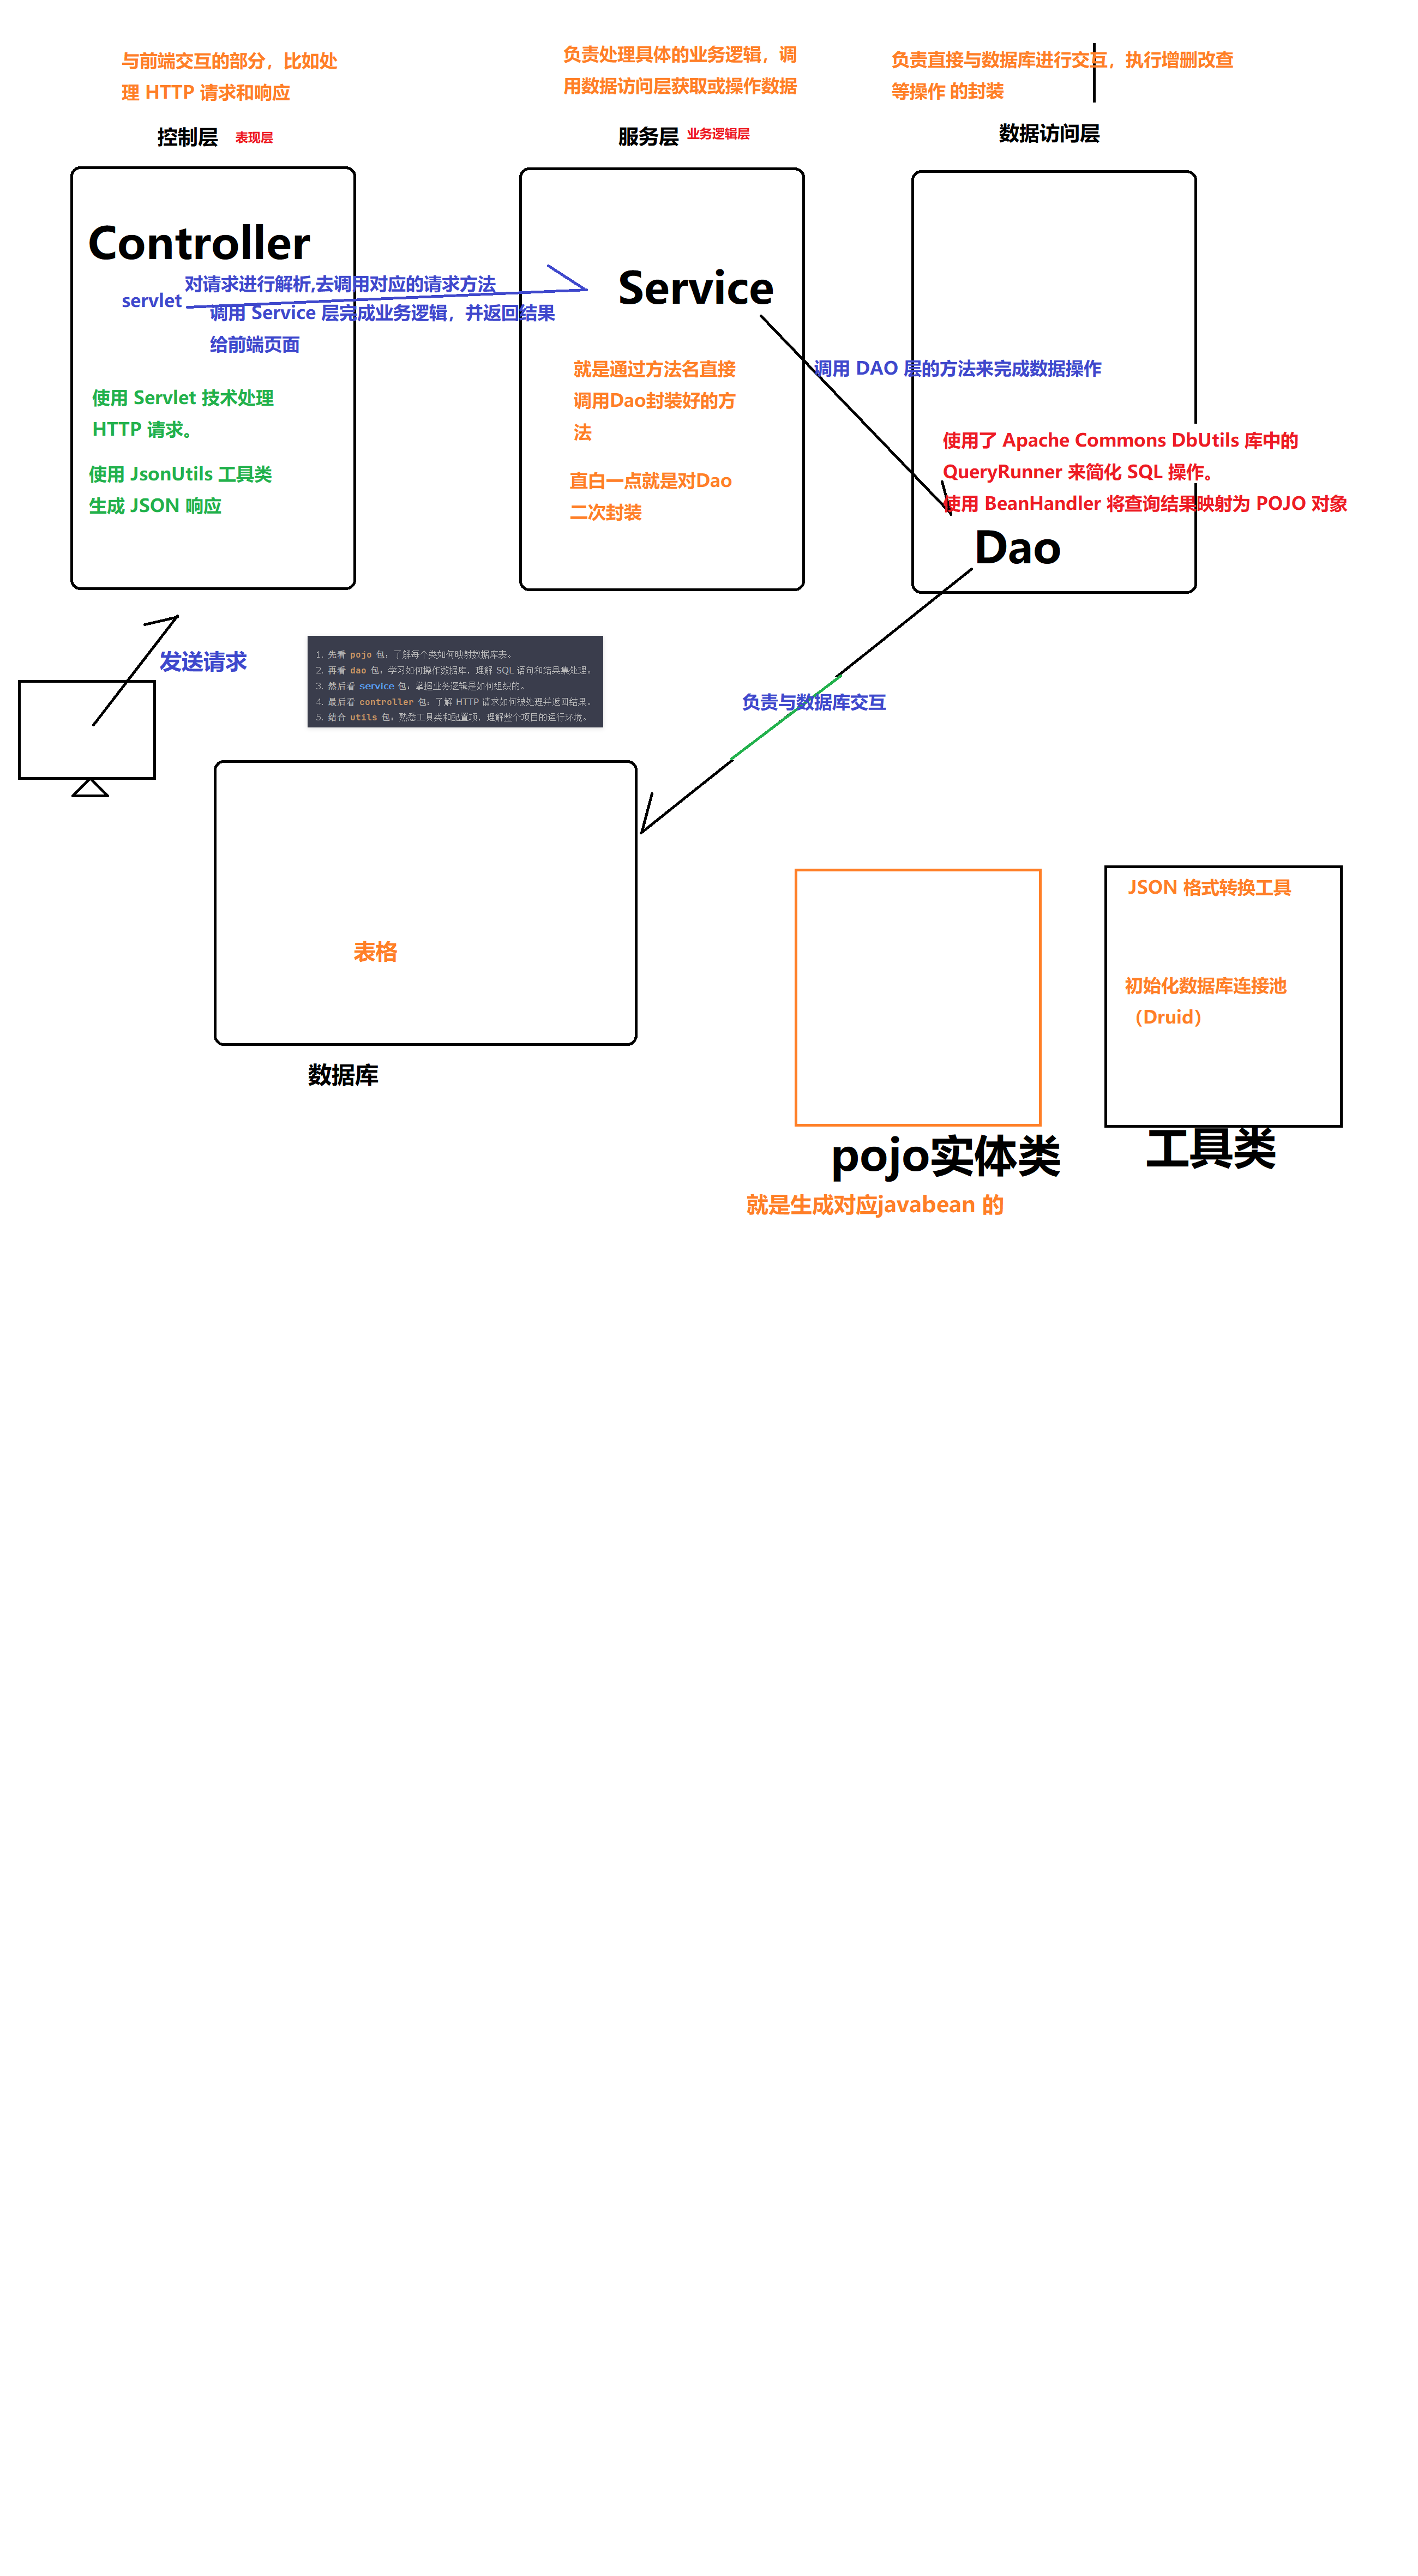 与前端交互的部分，比如处
理 HTTP 请求和响应
控制层 表现层
Controller
servlet
对请求进行解析,去调用对应的请求方法
调用 Service 层完成业务逻辑，并返回结果
给前端页面
使用 Servlet 技术处理
HTTP 请求。
使用 JsonUtils 工具类
生成 JSON 响应
负责处理具体的业务逻辑，调
用数据访问层获取或操作数据
服务层 业务逻辑层
Service
就是通过方法名直接
调用Dao封装好的方
法
直白一点就是对Dao
二次封装
负责直接与数据库进行交互，执行增删改查
等操作 的封装
数据访问层
调用 DAO 层的方法来完成数据操作
使用了 Apache Commons DbUtils 库中的
QueryRunner 来简化 SQL 操作。
使用 BeanHandler 将查询结果映射为 POJO 对象
Dao
发送请求
1. 先看 pojo 包，了解每个类如何映射数据库表。
2. 再看 dao 包，学习如何操作数据库，理解 SQL 语句和结果集处理。
3. 然后看 service 包，掌握业务逻辑是如何组织的。
4. 最后看 controller 包，了解 HTTP 请求如何被处理并返回结果。
5. 结合 utils 包，熟悉工具类和配置项，理解整个项目的运行环境。
负责与数据库交互
表格
数据库
pojo实体类
就是生成对应javabean 的
JSON 格式转换工具
初始化数据库连接池
（Druid）
工具类